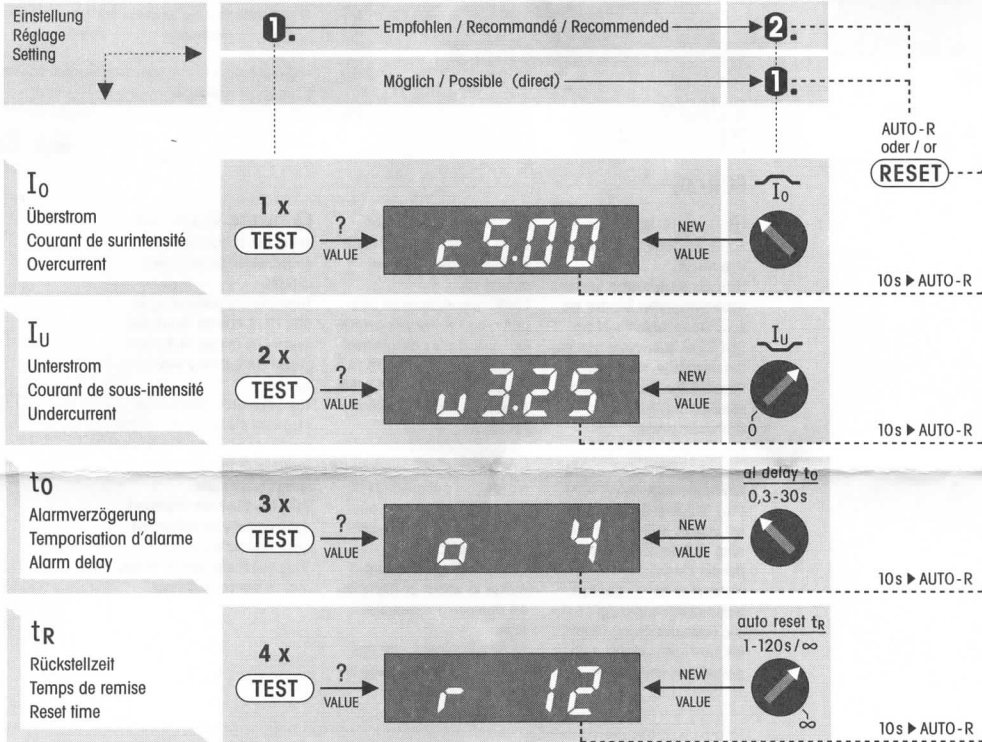 Einstellung
Réglage
Setting
1. Empfohlen / Recommandé / Recommended 2.
Möglich / Possible (direct) 1.
AUTO-R
oder / or
RESET
I0
Überstrom
Courant de surintensité
Overcurrent
1 x
TEST
?
VALUE
c 5.00
NEW
VALUE
I0
10s ▶ AUTO-R
IU
Unterstrom
Courant de sous-intensité
Undercurrent
2 x
TEST
?
VALUE
u 3.25
NEW
VALUE
IU
0
10s ▶ AUTO-R
to
Alarmverzögerung
Temporisation d'alarme
Alarm delay
3 x
TEST
?
VALUE
o 4
NEW
VALUE
al delay to
0,3-30s
10s ▶ AUTO-R
tR
Rückstellzeit
Temps de remise
Reset time
4 x
TEST
?
VALUE
r 12
NEW
VALUE
auto reset tR
1-120s/∞
∞
10s ▶ AUTO-R